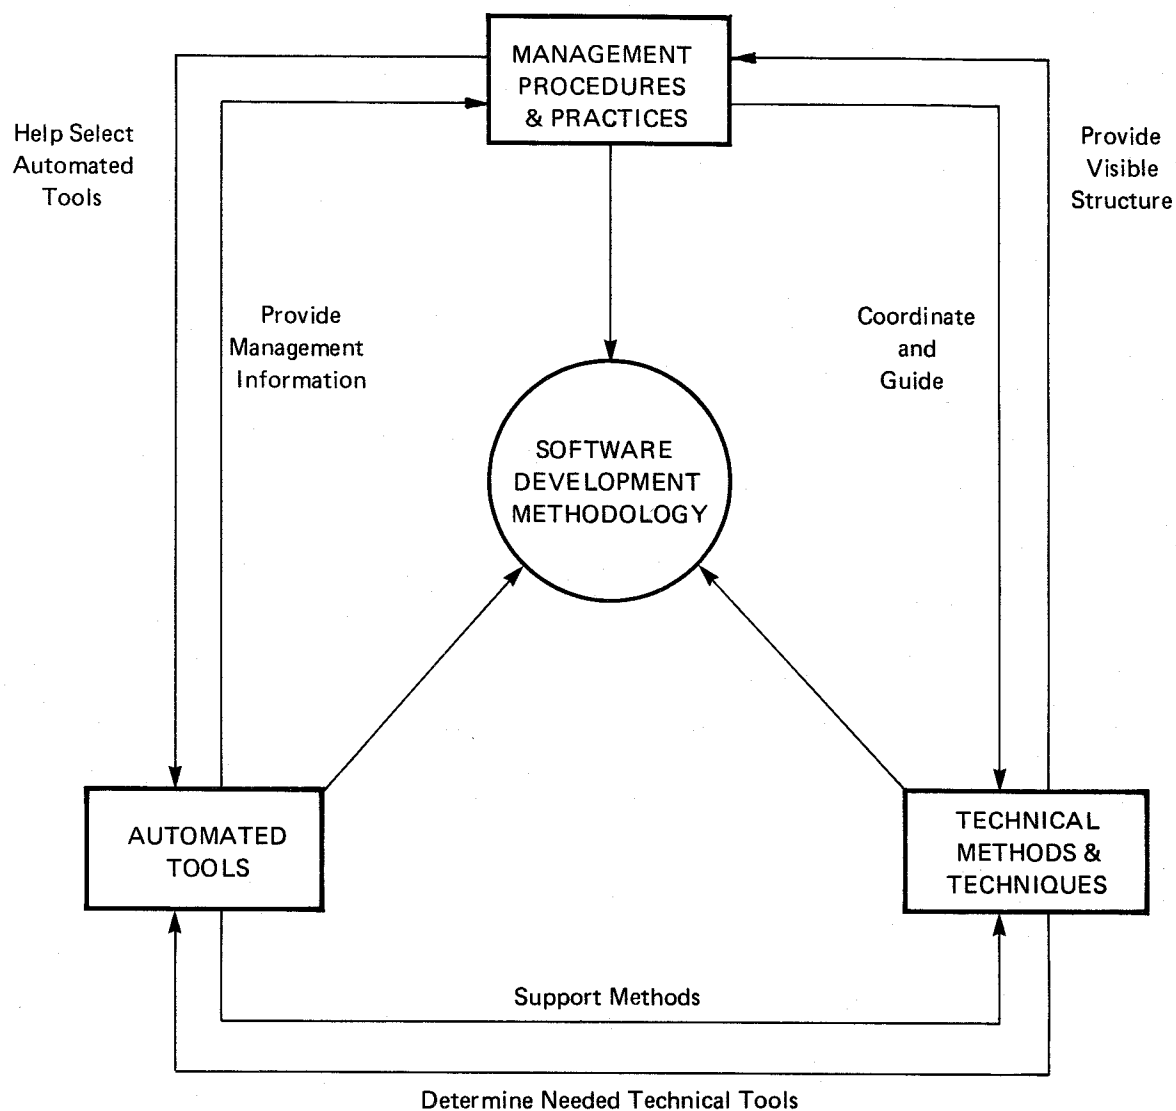 MANAGEMENT
PROCEDURES
& PRACTICES
Help Select
Automated
Tools
Provide
Visible
Structure
Provide
Management
Information
Coordinate
and
Guide
SOFTWARE
DEVELOPMENT
METHODOLOGY
AUTOMATED
TOOLS
TECHNICAL
METHODS &
TECHNIQUES
Support Methods
Determine Needed Technical Tools